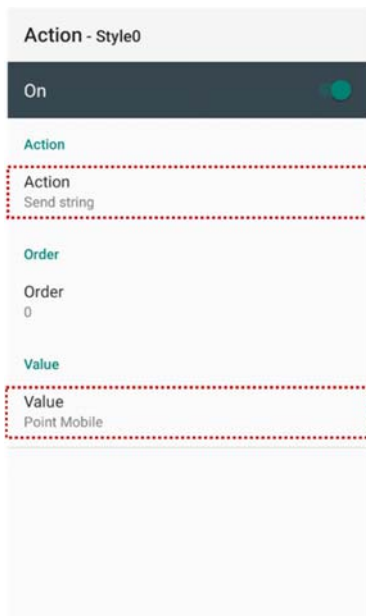 Action - Style0
On
Action
Action
Send string
Order
Order
0
Value
Value
Point Mobile